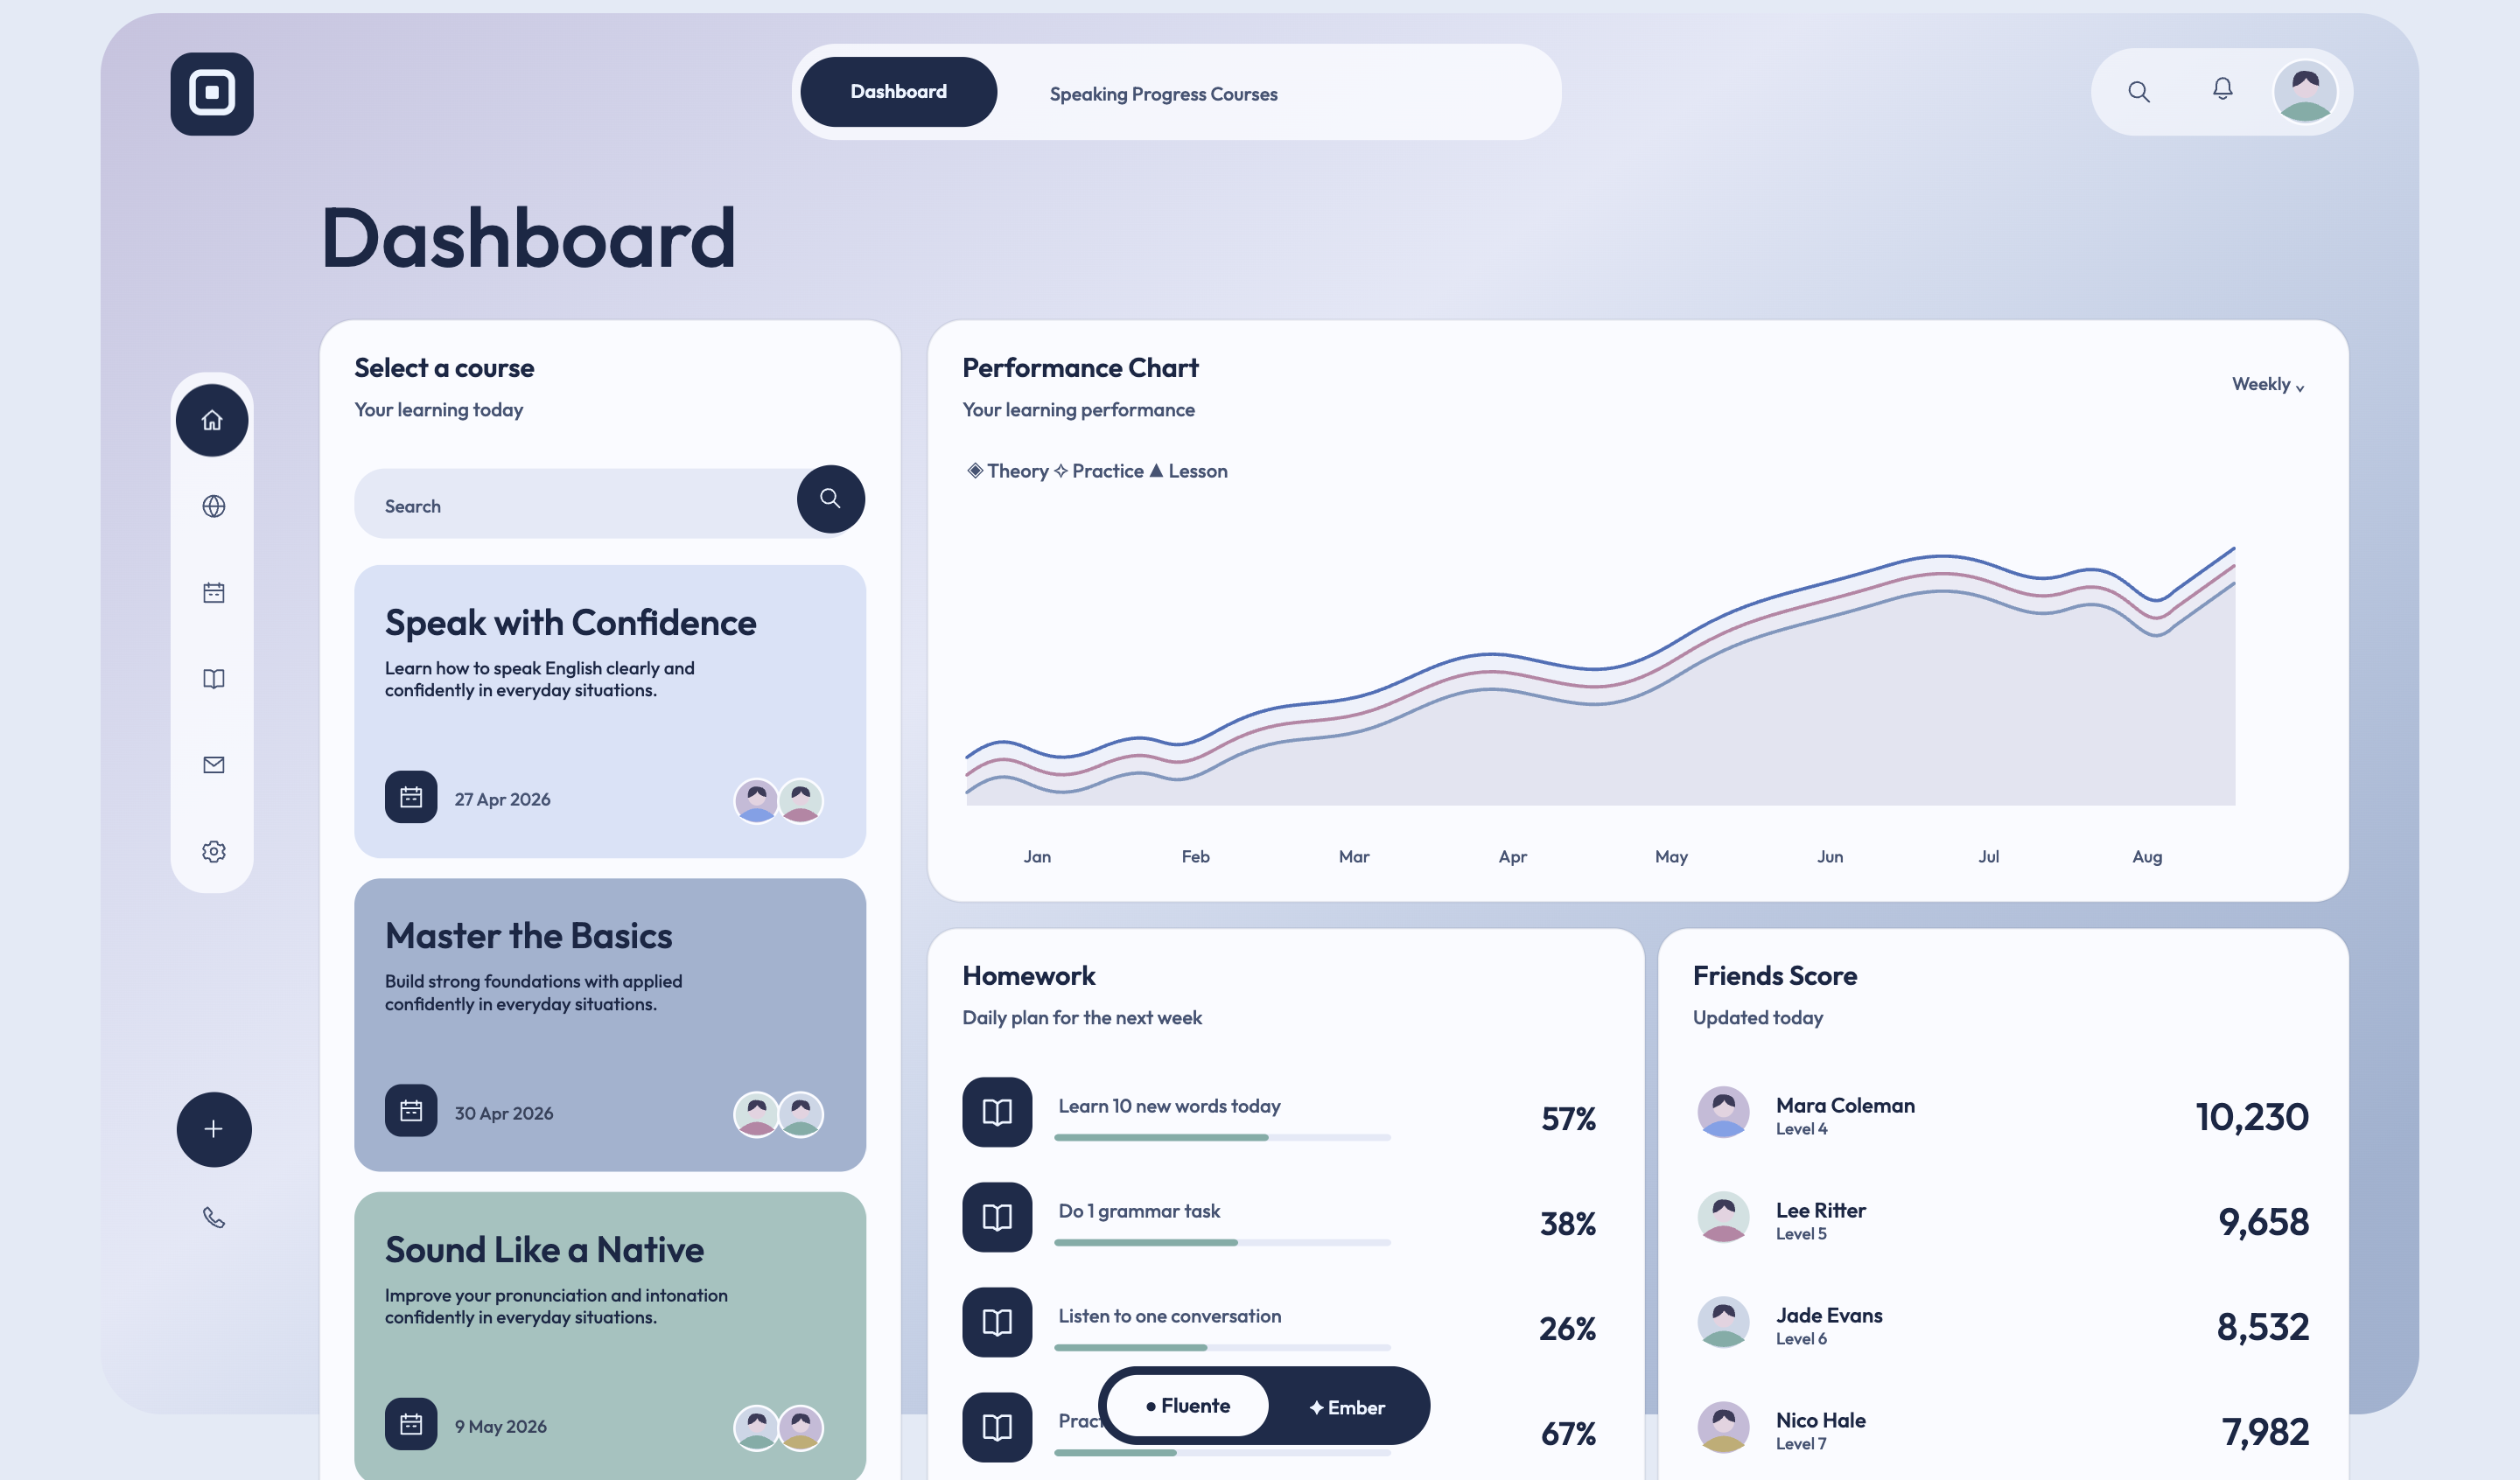 Dashboard
Speaking Progress Courses
Dashboard
Select a course
Your learning today
Search
Speak with Confidence
Learn how to speak English clearly and
confidently in everyday situations.
27 Apr 2026
Master the Basics
Build strong foundations with applied
confidently in everyday situations.
30 Apr 2026
Sound Like a Native
Improve your pronunciation and intonation
confidently in everyday situations.
9 May 2026
Performance Chart
Your learning performance
Weekly
Theory Practice Lesson
Jan Feb Mar Apr May Jun Jul Aug
Homework
Daily plan for the next week
Learn 10 new words today
57%
Do 1 grammar task
38%
Listen to one conversation
26%
67%
Friends Score
Updated today
Mara Coleman
Level 4
10,230
Lee Ritter
Level 5
9,658
Jade Evans
Level 6
8,532
Nico Hale
Level 7
7,982
Fluente
Ember